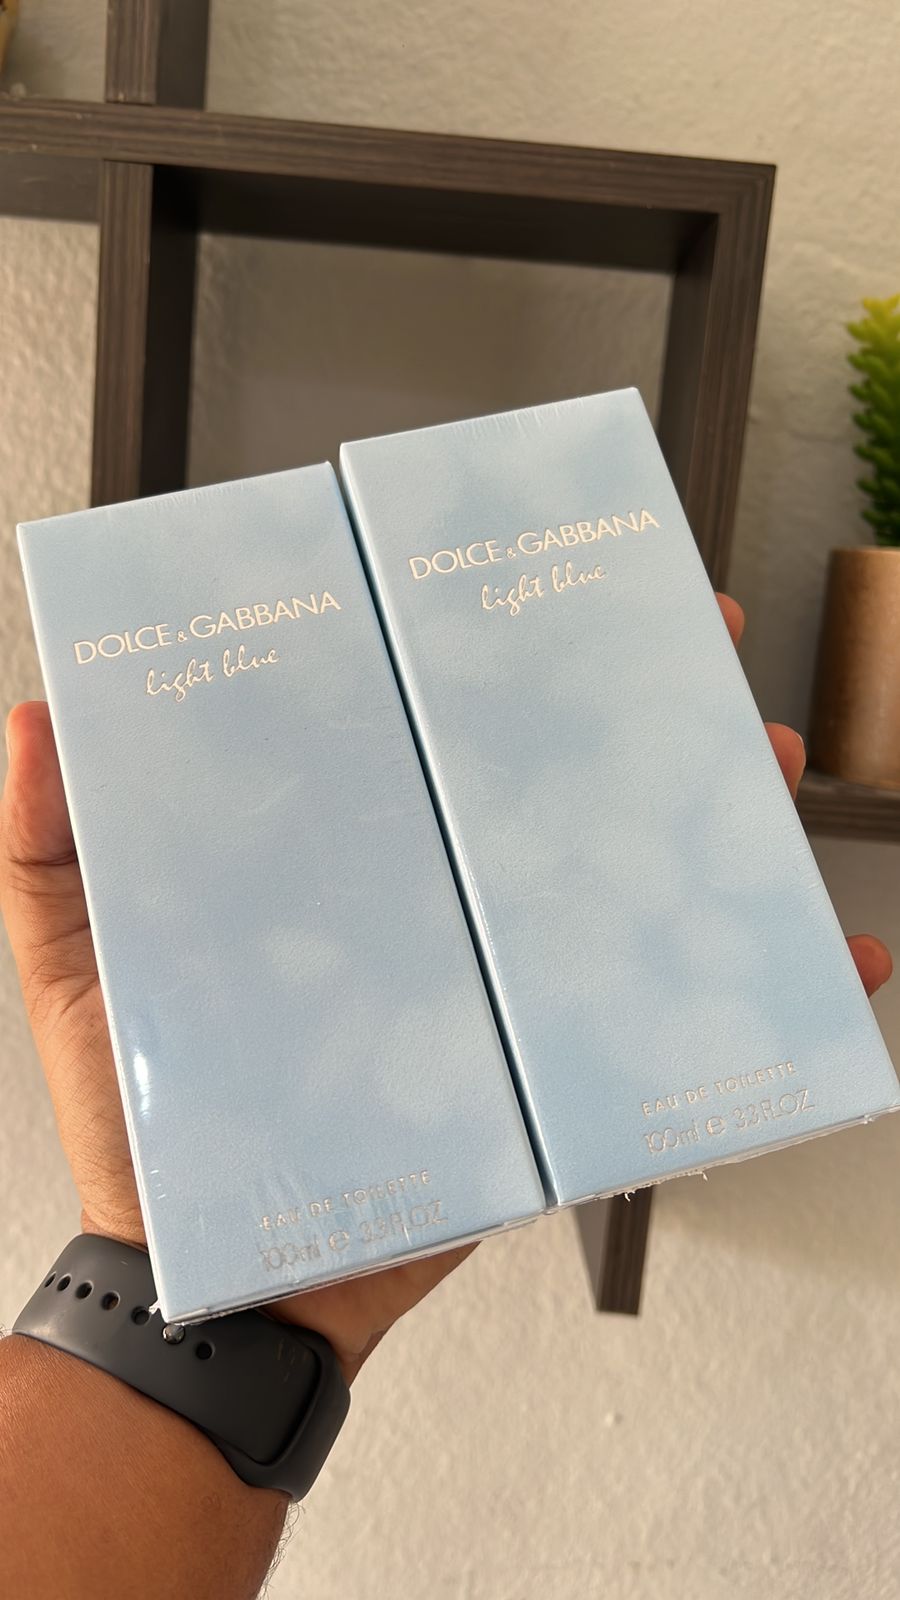 DOLCE & GABBANA
light blue
EAU DE TOILETTE
100ml e 3.3 FL.OZ
DOLCE & GABBANA
light blue
EAU DE TOILETTE
100ml e 3.3 FL.OZ